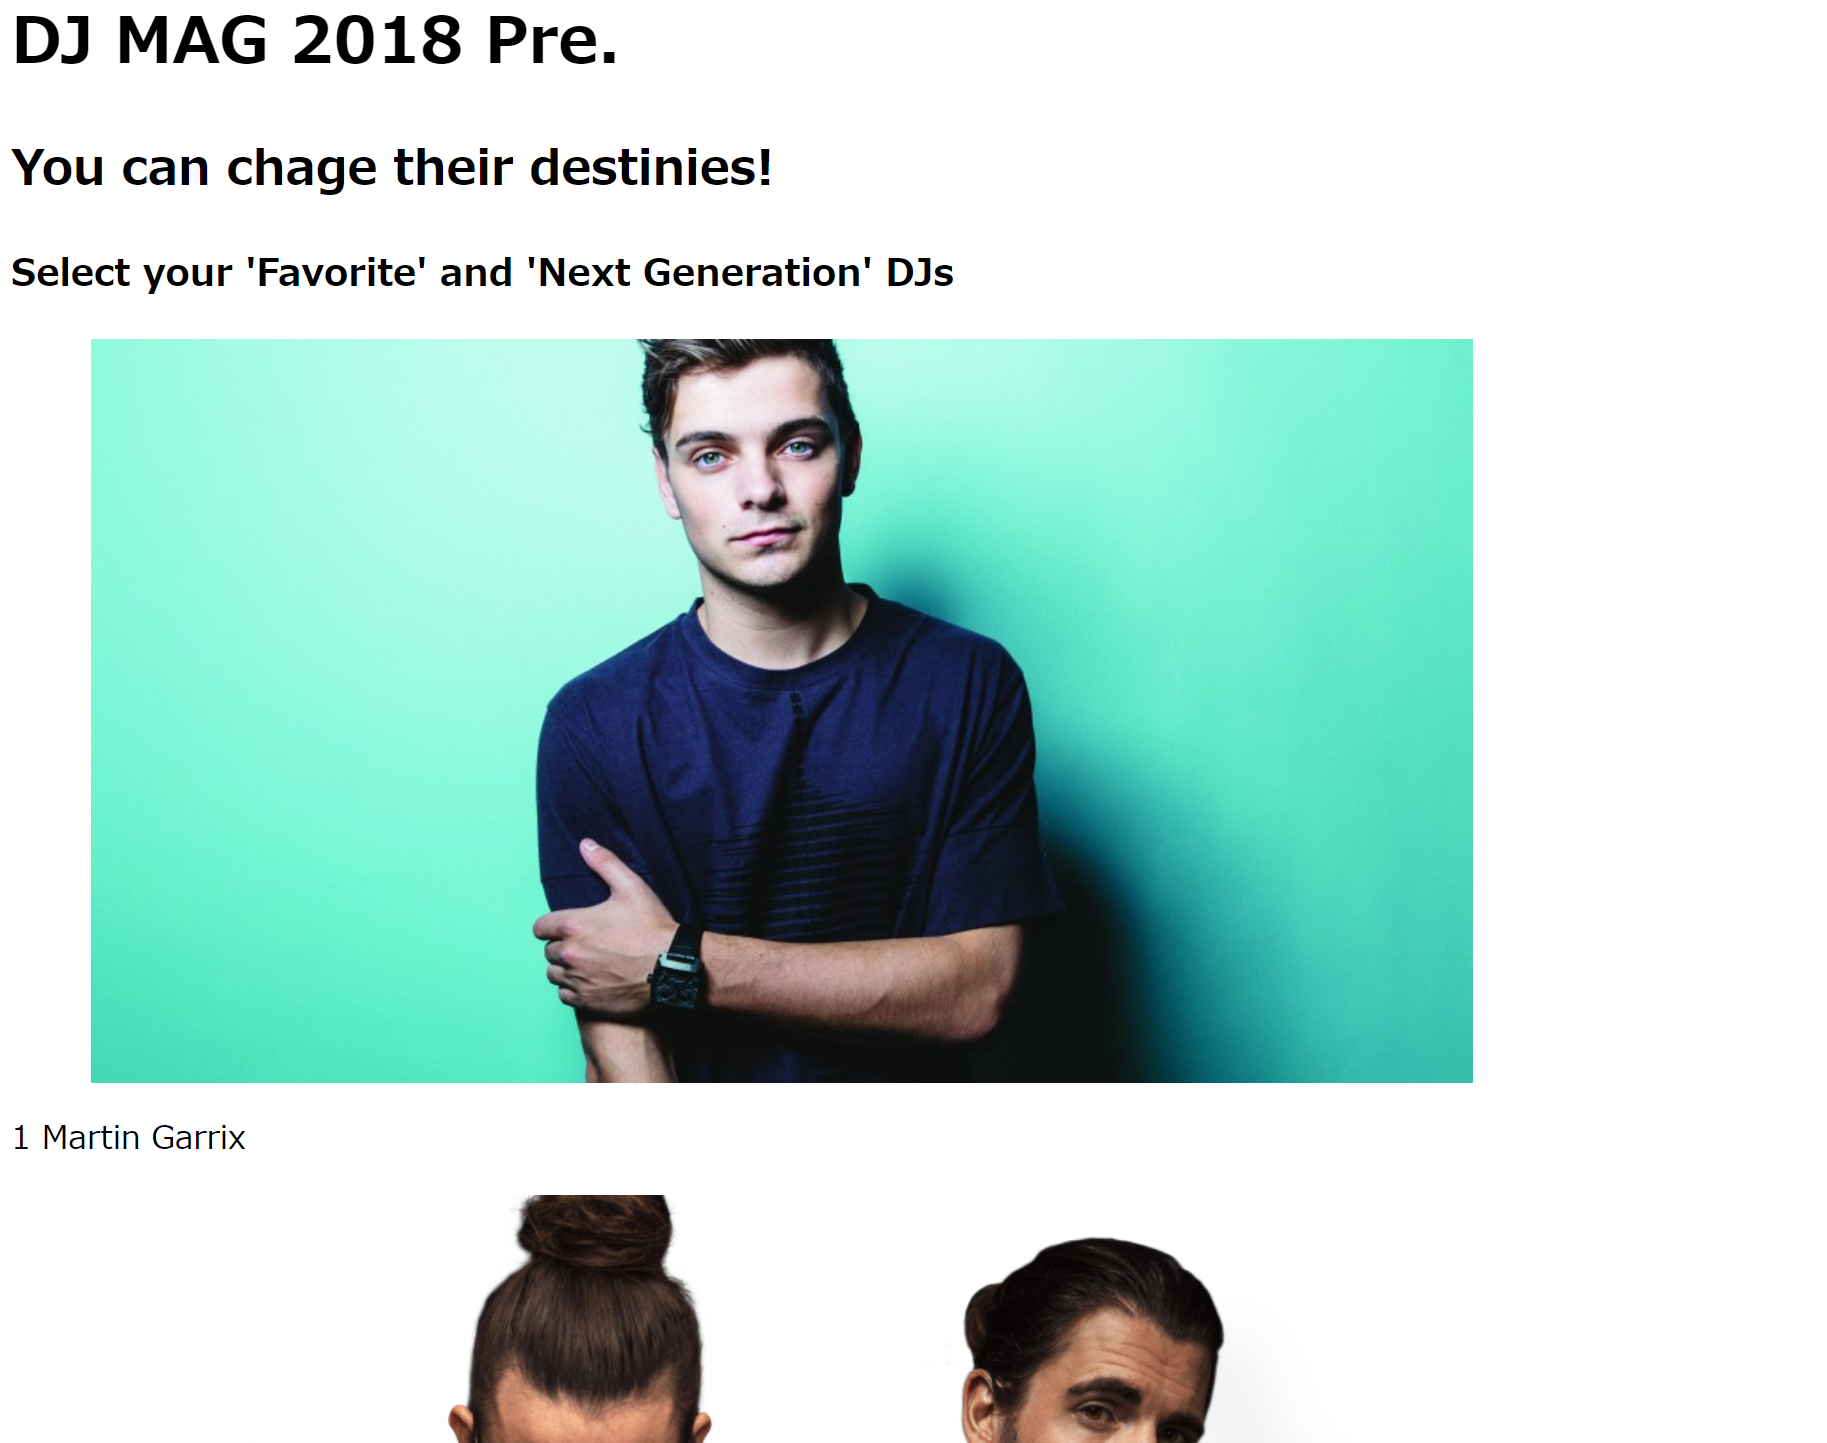 DJ MAG 2018 Pre.
You can chage their destinies!
Select your 'Favorite' and 'Next Generation' DJs
1 Martin Garrix